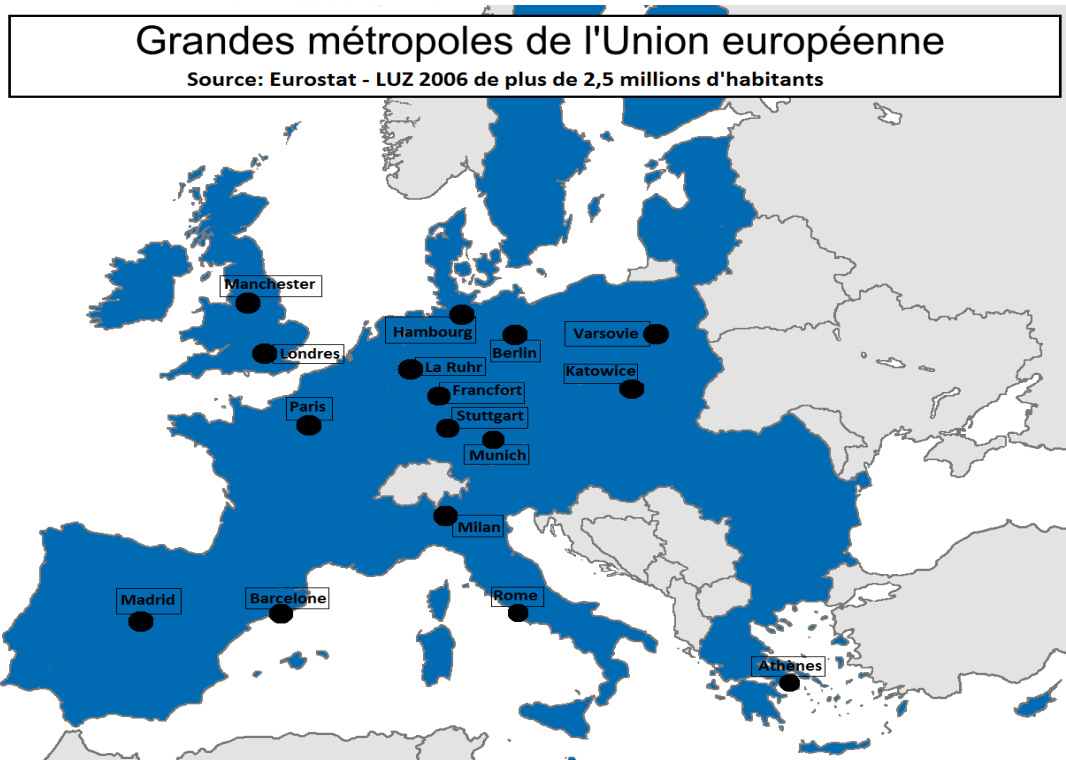 Grandes métropoles de l'Union européenne
Source: Eurostat - LUZ 2006 de plus de 2,5 millions d'habitants
Manchester
Hambourg
Varsovie
Londres
Berlin
La Ruhr
Katowice
Francfort
Paris
Stuttgart
Munich
Milan
Madrid
Barcelone
Rome
Athènes